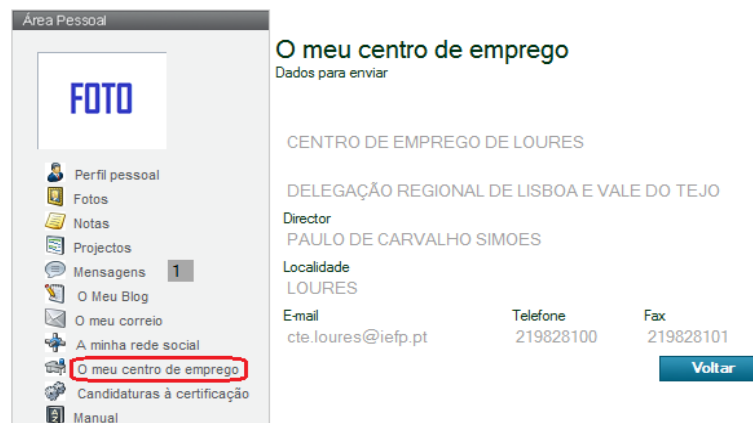 Área Pessoal
FOTO
Perfil pessoal
Fotos
Notas
Projectos
Mensagens 1
O Meu Blog
O meu correio
A minha rede social
O meu centro de emprego
Candidaturas à certificação
Manual
O meu centro de emprego
Dados para enviar
CENTRO DE EMPREGO DE LOURES
DELEGAÇÃO REGIONAL DE LISBOA E VALE DO TEJO
Director
PAULO DE CARVALHO SIMOES
Localidade
LOURES
E-mail Telefone Fax
cte.loures@iefp.pt 219828100 219828101
Voltar